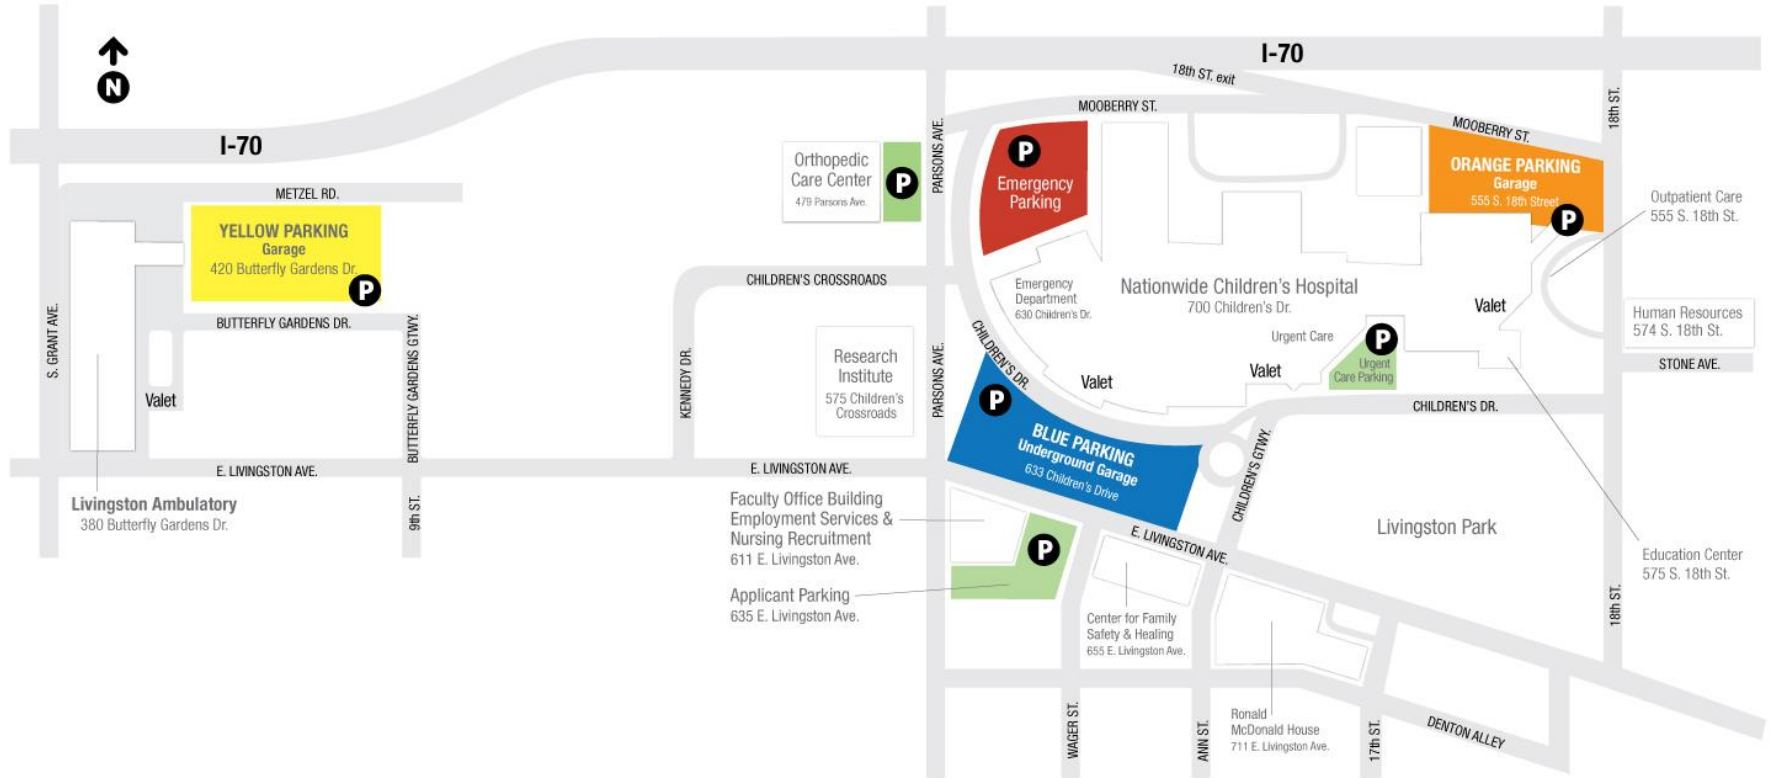 N
I-70
I-70
18th ST. exit
MOOBERRY ST.
MOOBERRY ST.
18th ST.
METZEL RD.
YELLOW PARKING
Garage
420 Butterfly Gardens Dr.
P
BUTTERFLY GARDENS DR.
BUTTERFLY GARDENS GTWY.
S. GRANT AVE.
Valet
E. LIVINGSTON AVE.
Livingston Ambulatory
380 Butterfly Gardens Dr.
9th ST.
Orthopedic
Care Center
479 Parsons Ave.
P
PARSONS AVE.
P
Emergency
Parking
ORANGE PARKING
Garage
555 S. 18th Street
P
Outpatient Care
555 S. 18th St.
CHILDREN'S CROSSROADS
Emergency
Department
630 Children's Dr.
Nationwide Children's Hospital
700 Children's Dr.
Valet
Human Resources
574 S. 18th St.
STONE AVE.
Urgent Care
P
Urgent
Care Parking
KENNEDY DR.
Research
Institute
575 Children's
Crossroads
PARSONS AVE.
CHILDREN'S DR.
Valet
Valet
CHILDREN'S DR.
P
BLUE PARKING
Underground Garage
633 Children's Drive
CHILDREN'S GTWY.
E. LIVINGSTON AVE.
Faculty Office Building
Employment Services &
Nursing Recruitment
611 E. Livingston Ave.
P
E. LIVINGSTON AVE.
Livingston Park
Education Center
575 S. 18th St.
18th ST.
Applicant Parking
635 E. Livingston Ave.
Center for Family
Safety & Healing
655 E. Livingston Ave.
WAGER ST.
ANN ST.
Ronald
McDonald House
711 E. Livingston Ave.
17th ST.
DENTON ALLEY